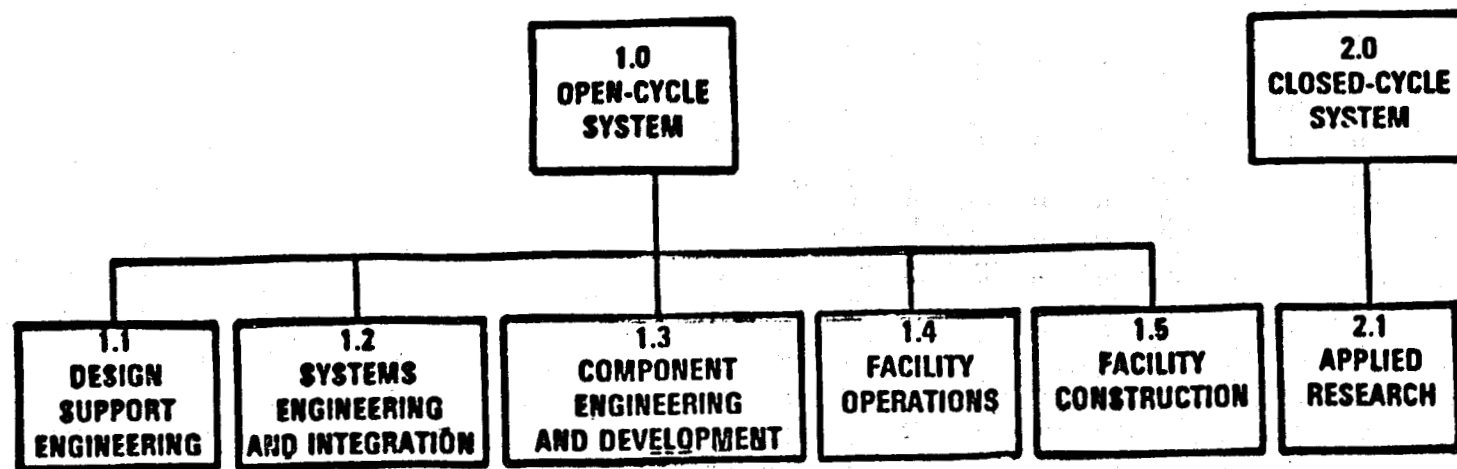 1.0
OPEN-CYCLE
SYSTEM
2.0
CLOSED-CYCLE
SYSTEM
1.1
DESIGN
SUPPORT
ENGINEERING
1.2
SYSTEMS
ENGINEERING
AND INTEGRATION
1.3
COMPONENT
ENGINEERING
AND DEVELOPMENT
1.4
FACILITY
OPERATIONS
1.5
FACILITY
CONSTRUCTION
2.1
APPLIED
RESEARCH